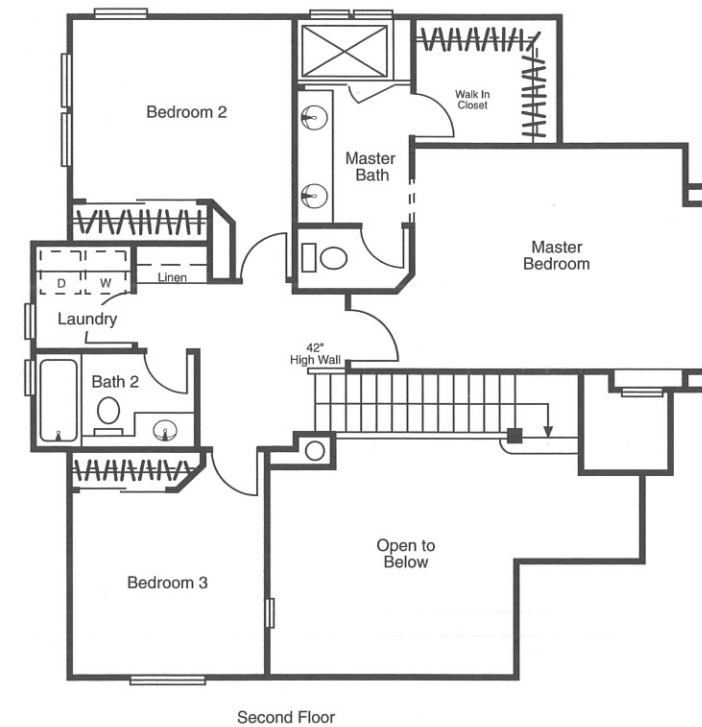 Bedroom 2
Walk In
Closet
Master
Bath
Master
Bedroom
D
W
Linen
Laundry
42"
High Wall
Bath 2
Open to
Below
Bedroom 3
Second Floor